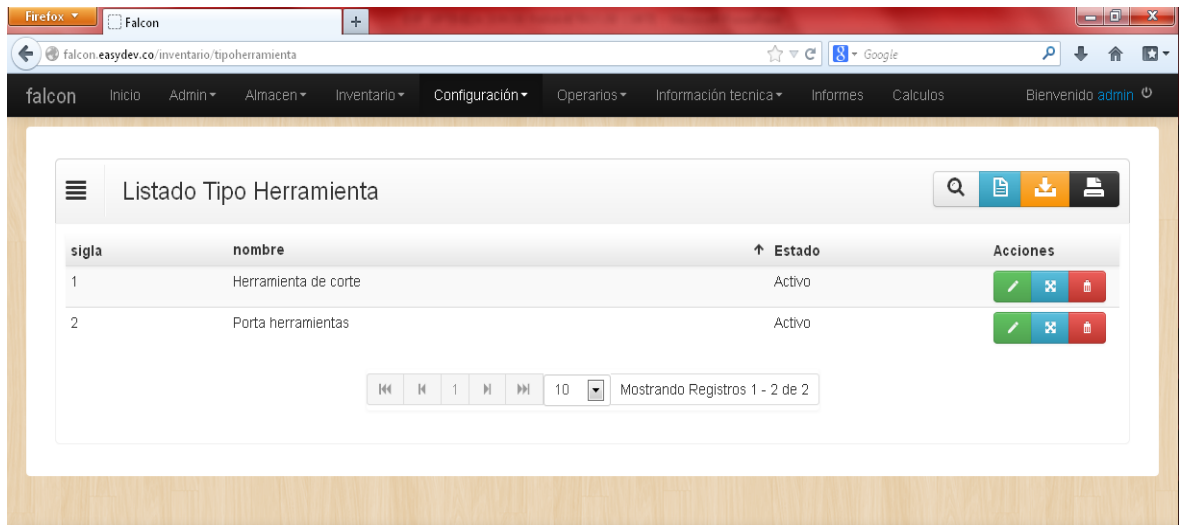 Firefox
Falcon
falcon.easydev.co/inventario/tipoherramienta
Google
falcon Inicio Admin Almacen Inventario Configuración Operarios Información tecnica Informes Calculos Bienvenido admin
Listado Tipo Herramienta
sigla nombre Estado Acciones
1 Herramienta de corte Activo
2 Porta herramientas Activo
1 10 Mostrando Registros 1 - 2 de 2